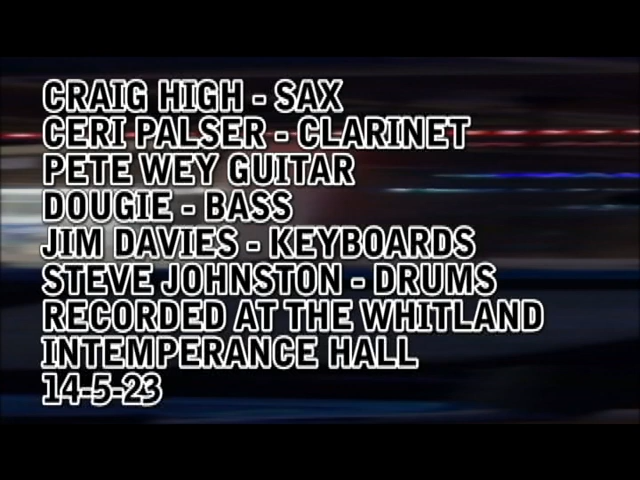 CRAIG HIGH - SAX
CERI PALSER - CLARINET
PETE WEY GUITAR
DOUGIE - BASS
JIM DAVIES - KEYBOARDS
STEVE JOHNSTON - DRUMS
RECORDED AT THE WHITLAND
INTEMPERANCE HALL
14-5-23